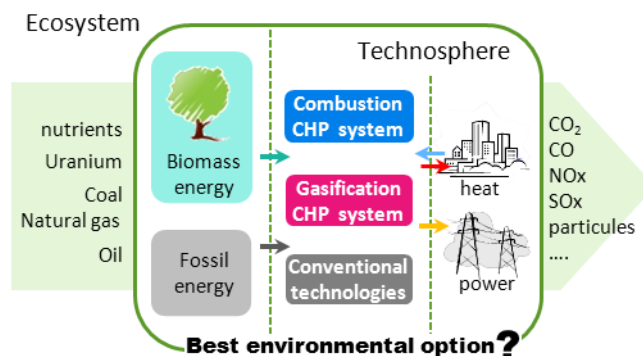 Ecosystem
Technosphere
nutrients
Uranium
Coal
Natural gas
Oil
Biomass
energy
Fossil
energy
Combustion
CHP system
Gasification
CHP system
Conventional
technologies
heat
power
CO₂
CO
NOx
SOx
particules
....
Best environmental option?